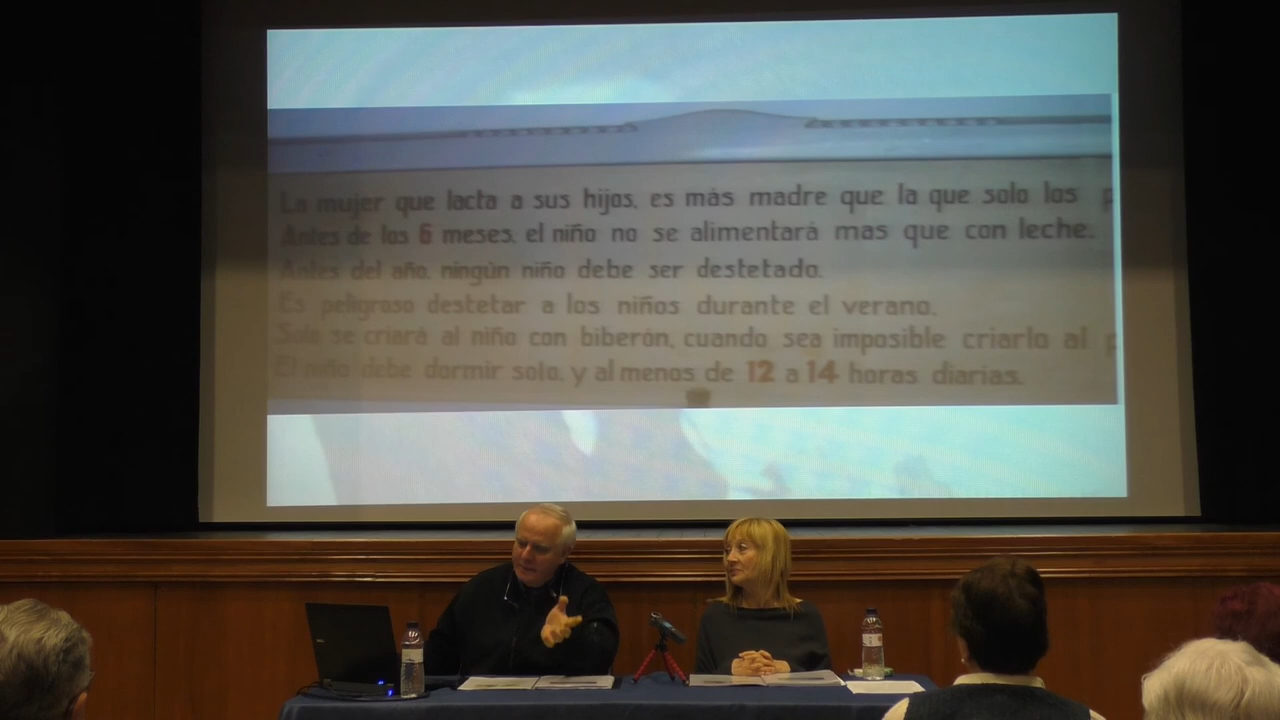 La mujer que lacta a sus hijos, es más madre que la que solo los
Antes de los 6 meses, el niño no se alimentará mas que con leche.
Antes del año, ningún niño debe ser destetado.
Es peligroso destetar a los niños durante el verano.
Solo se criará al niño con biberón, cuando sea imposible criarlo al
El niño debe dormir solo, y al menos de 12 a 14 horas diarias.